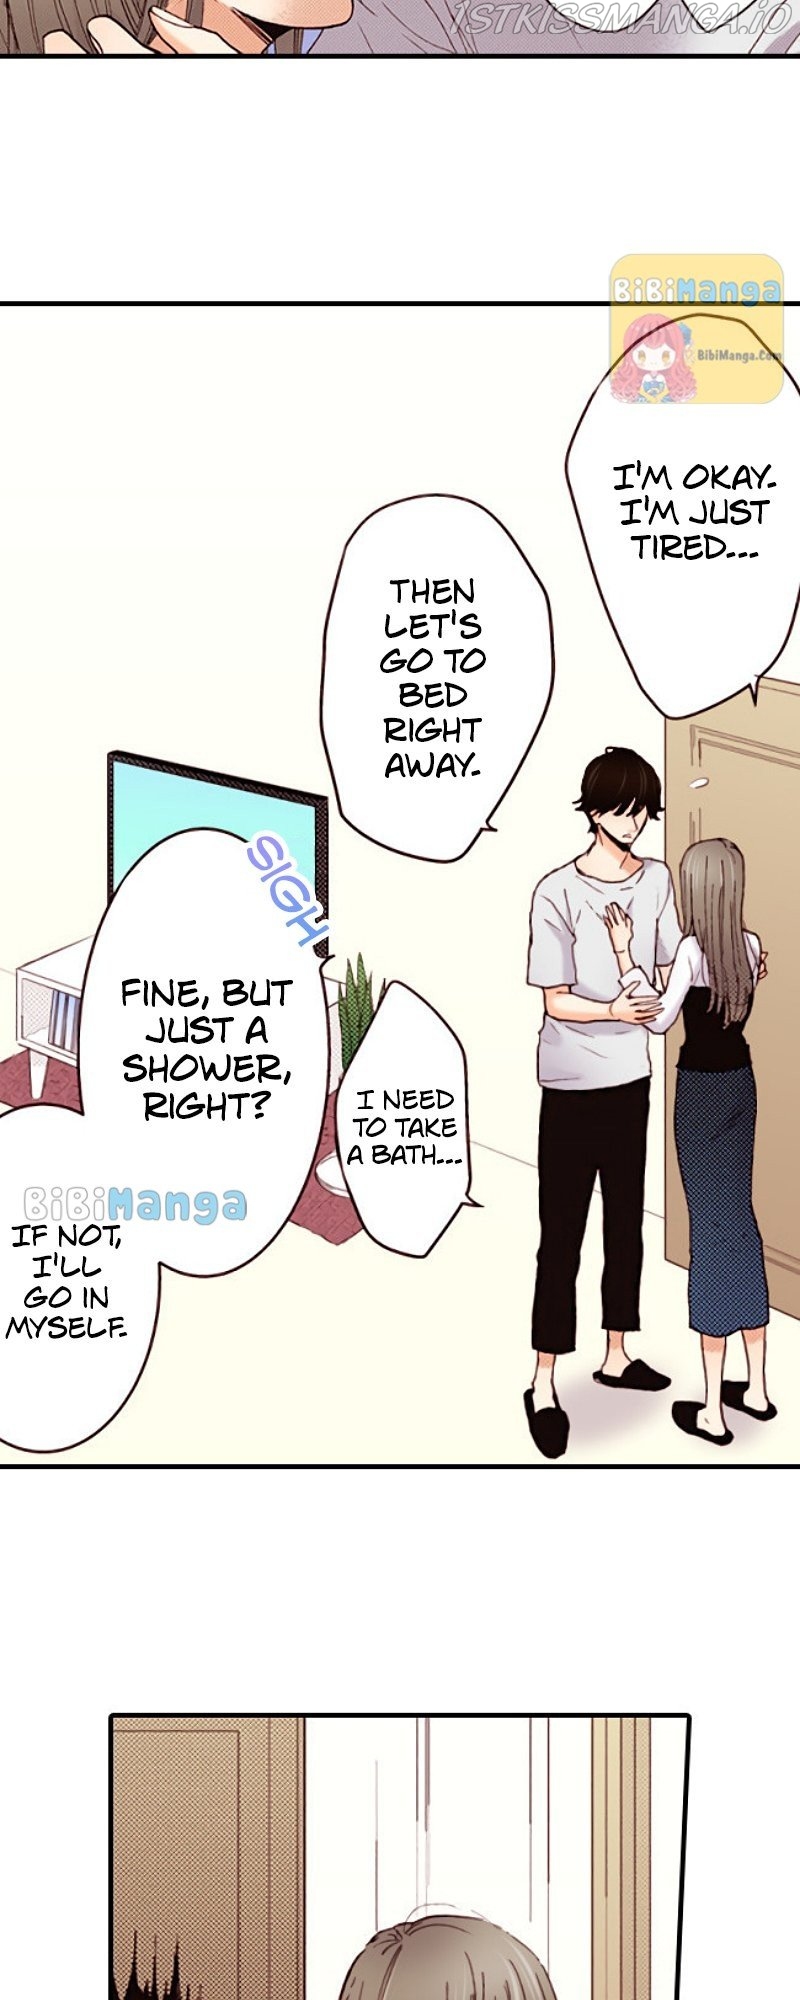 1STKISSMANGA.IO
BiBiManga
BibiManga.Com
I'M OKAY.
I'M JUST
TIRED...
THEN
LET'S
GO TO
BED
RIGHT
AWAY.
SIGH
I NEED
TO TAKE
A BATH...
FINE, BUT
JUST A
SHOWER,
RIGHT?
BiBiManga
IF NOT,
I'LL
GO IN
MYSELF.